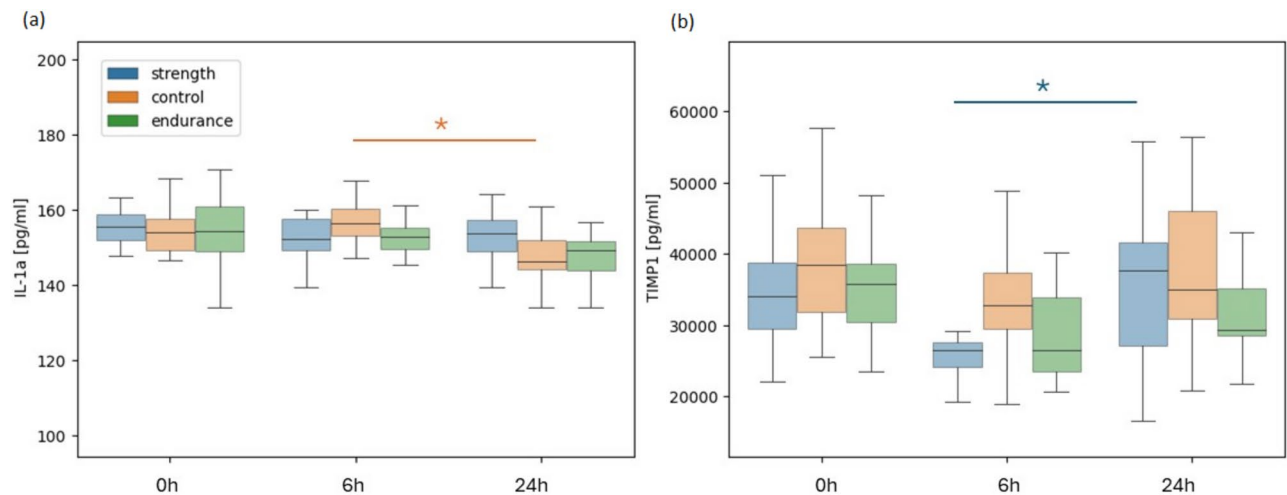 (a)
200
180
160
140
120
100
IL-1a [pg/ml]
strength
control
endurance
*
0h
6h
24h
(b)
60000
50000
40000
30000
20000
TIMP1 [pg/ml]
*
0h
6h
24h